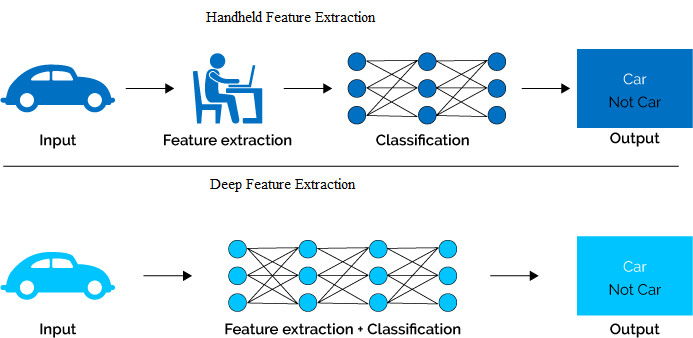 Handheld Feature Extraction
Car
Not Car
Input
Feature extraction
Classification
Output
Deep Feature Extraction
Car
Not Car
Input
Feature extraction + Classification
Output